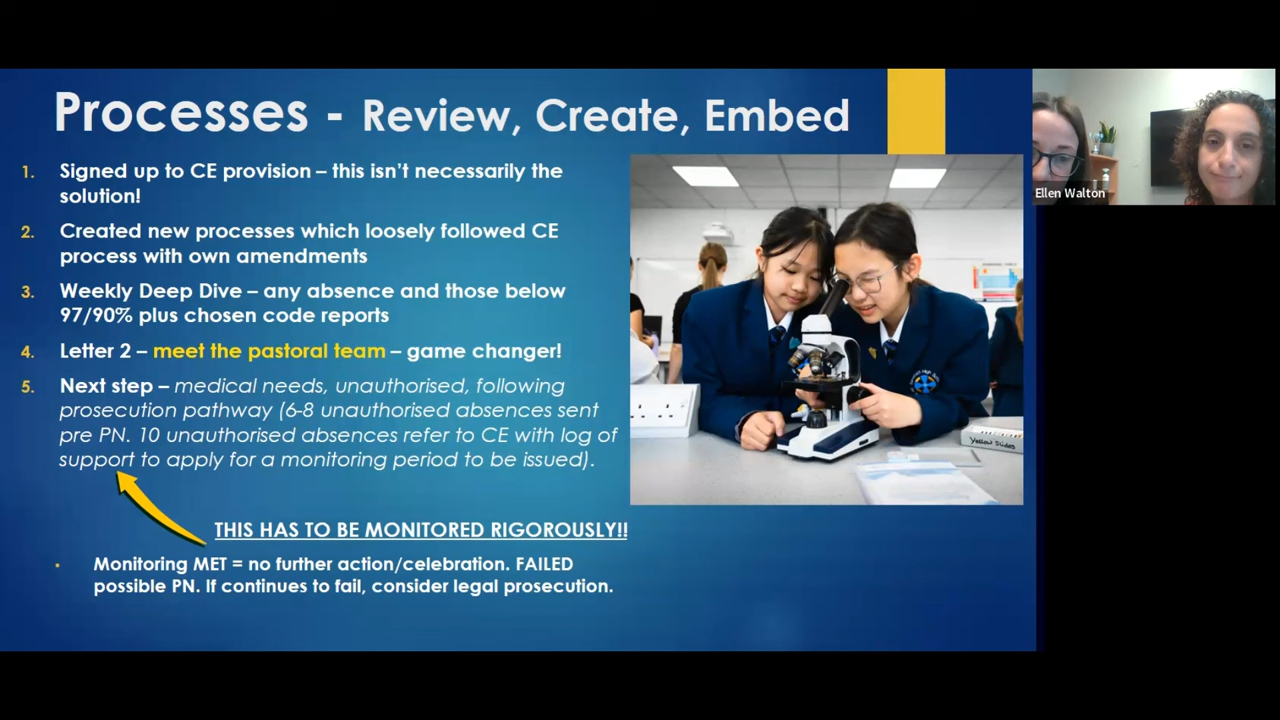 Processes - Review, Create, Embed
1. Signed up to CE provision – this isn't necessarily the
solution!
2. Created new processes which loosely followed CE
process with own amendments
3. Weekly Deep Dive – any absence and those below
97/90% plus chosen code reports
4. Letter 2 – meet the pastoral team – game changer!
5. Next step – medical needs, unauthorised, following
prosecution pathway (6-8 unauthorised absences sent
pre PN. 10 unauthorised absences refer to CE with log of
support to apply for a monitoring period to be issued).
THIS HAS TO BE MONITORED RIGOROUSLY!!
▪ Monitoring MET = no further action/celebration. FAILED
possible PN. If continues to fail, consider legal prosecution.
Yellow Slides
Ellen Walton